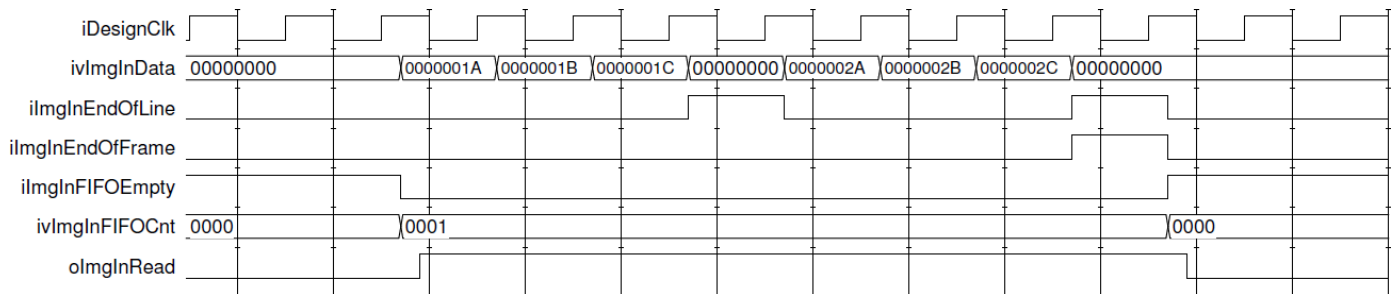 iDesignClk
ivImgInData 00000000 0000001A 0000001B 0000001C 00000000 0000002A 0000002B 0000002C 00000000
iImgInEndOfLine
iImgInEndOfFrame
iImgInFIFOEmpty
ivImgInFIFOCnt 0000 0001 0000
oImgInRead